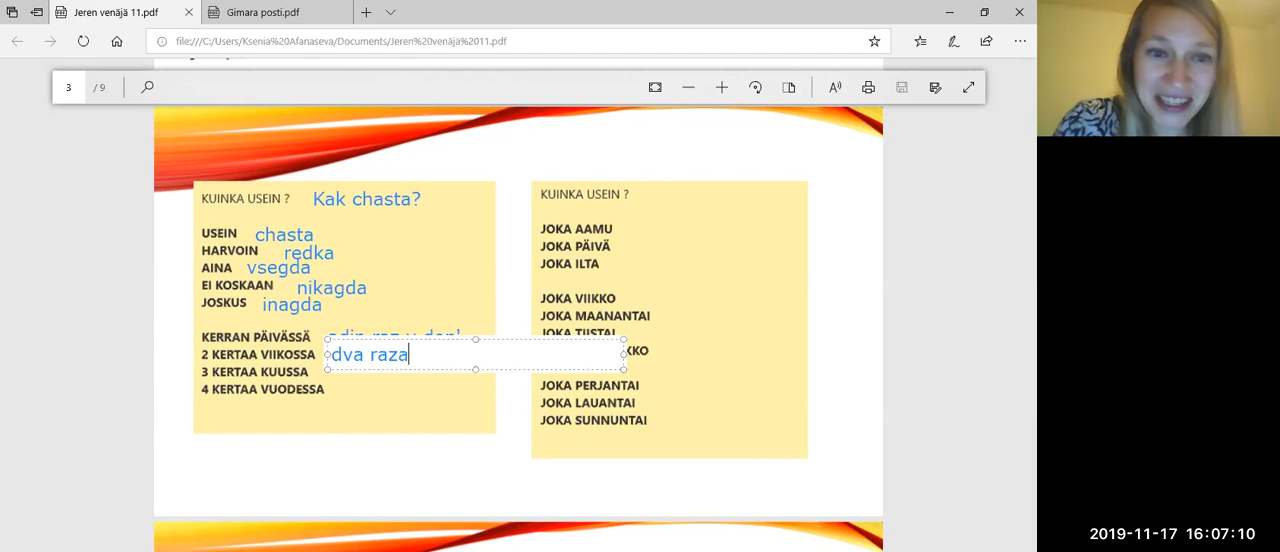 Jeren venäjä 11.pdf
Gimara posti.pdf
file:///C:/Users/Ksenia%20Afanaseva/Documents/Jeren%20venäjä%2011.pdf
3 / 9
KUINKA USEIN ? Kak chasta?
USEIN chasta
HARVOIN redka
AINA vsegda
EI KOSKAAN nikagda
JOSKUS inagda
KERRAN PÄIVÄSSÄ
2 KERTAA VIIKOSSA dva raza
3 KERTAA KUUSSA
4 KERTAA VUODESSA
KUINKA USEIN ?
JOKA AAMU
JOKA PÄIVÄ
JOKA ILTA
JOKA VIIKKO
JOKA MAANANTAI
JOKA TIISTAI
KKO
JOKA PERJANTAI
JOKA LAUANTAI
JOKA SUNNUNTAI
2019-11-17 16:07:10